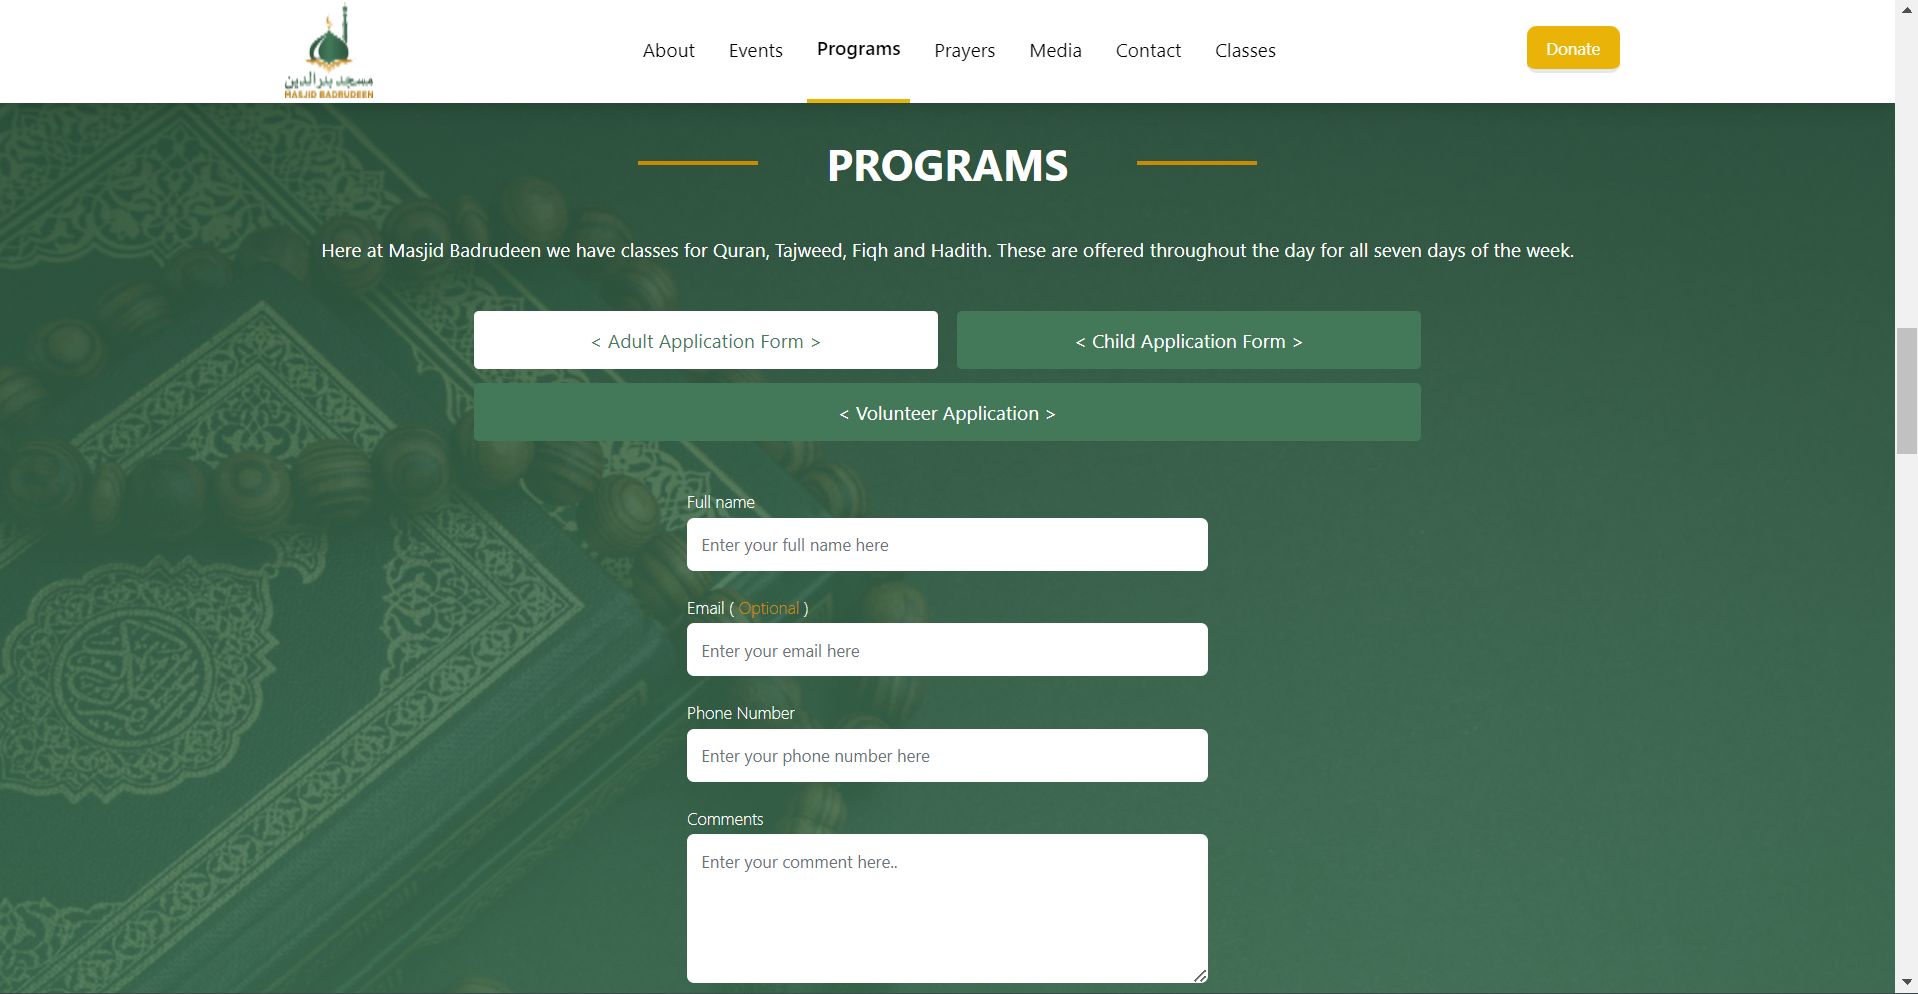 مسجد بدر الدين
MASJID BADRUDEEN
About Events Programs Prayers Media Contact Classes
Donate
PROGRAMS
Here at Masjid Badrudeen we have classes for Quran, Tajweed, Fiqh and Hadith. These are offered throughout the day for all seven days of the week.
< Adult Application Form >
< Child Application Form >
< Volunteer Application >
Full name
Enter your full name here
Email ( Optional )
Enter your email here
Phone Number
Enter your phone number here
Comments
Enter your comment here..